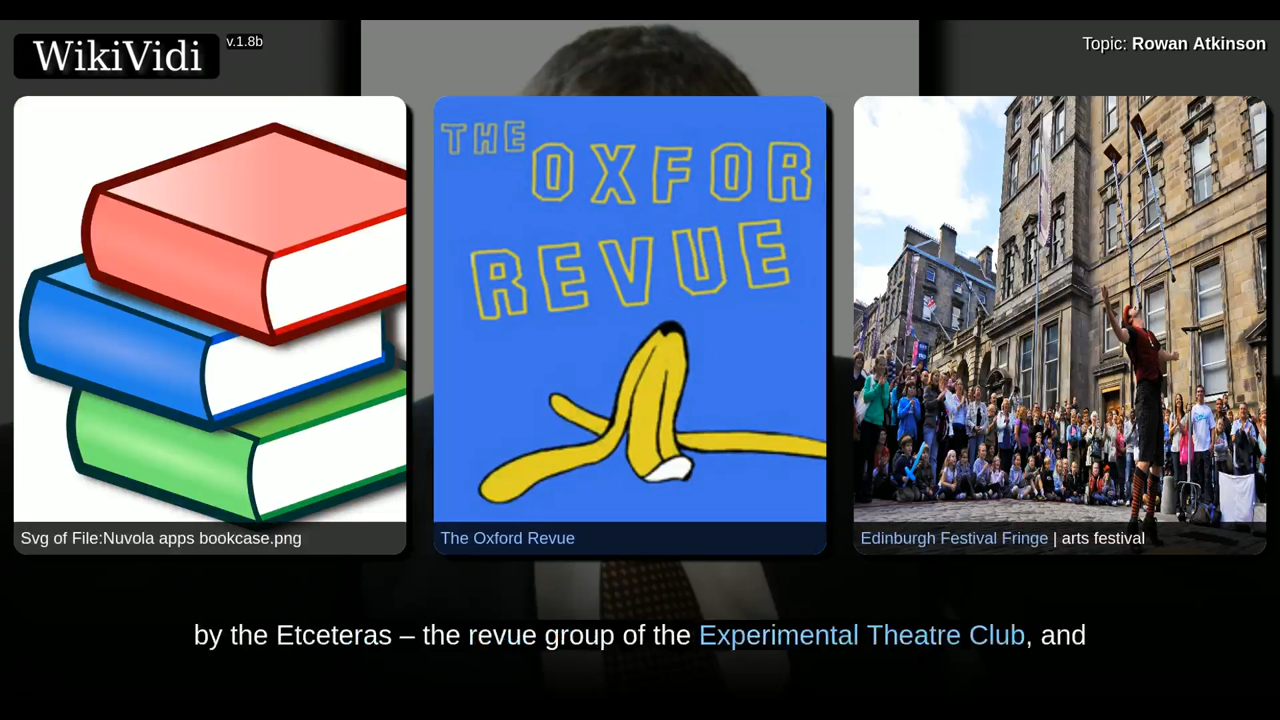 WikiVidi v.1.8b
Topic: Rowan Atkinson
THE
OXFOR
REVUE
Svg of File:Nuvola apps bookcase.png
The Oxford Revue
Edinburgh Festival Fringe | arts festival
by the Etceteras – the revue group of the Experimental Theatre Club, and